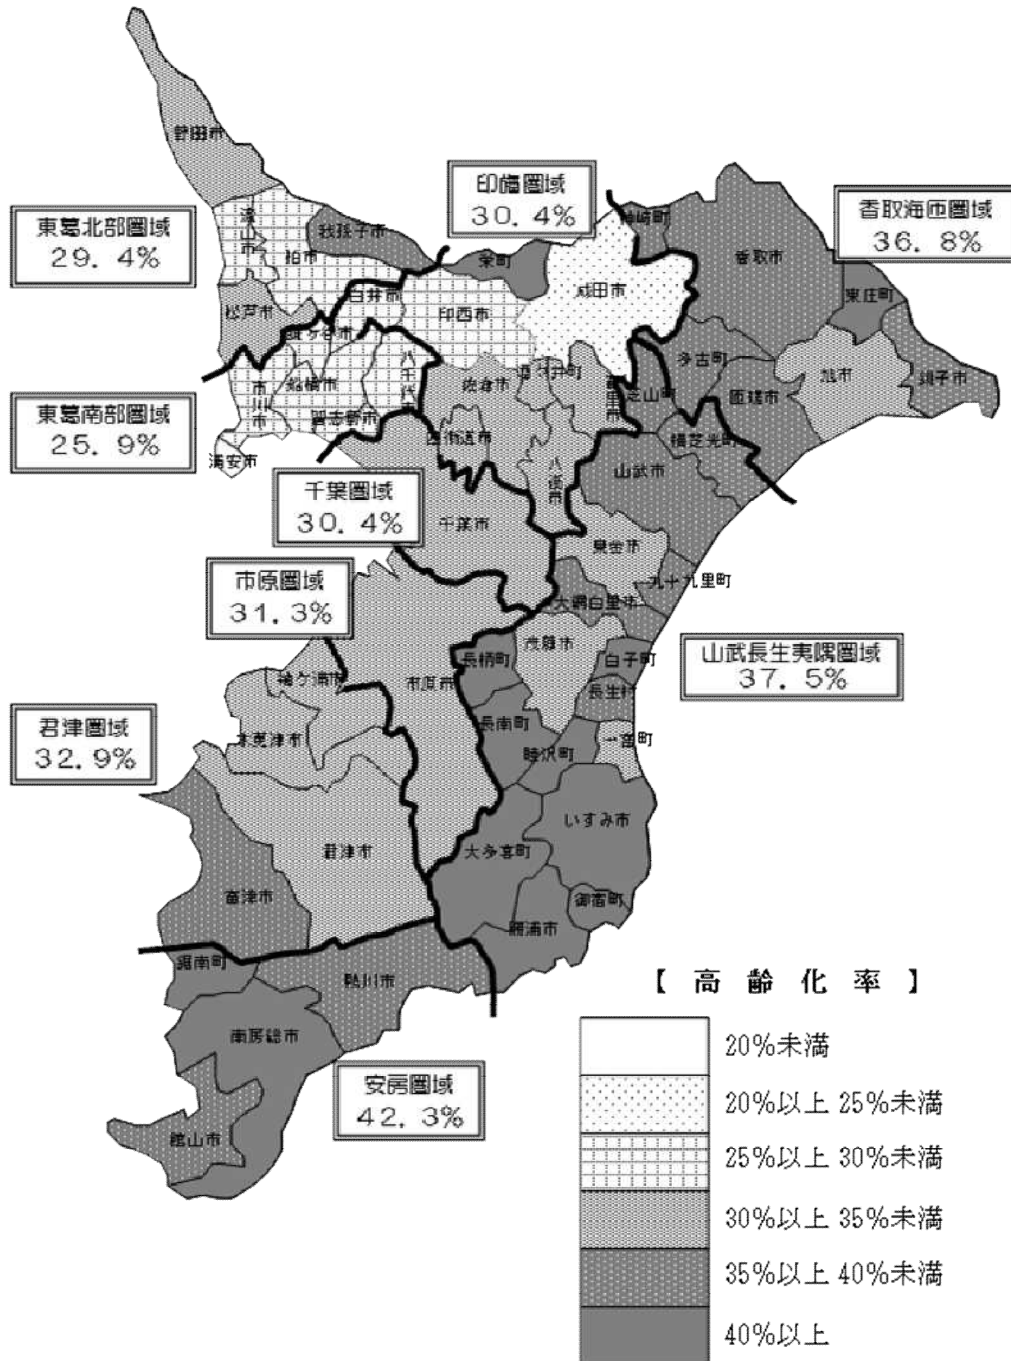 野田市
印旛圏域
30.4%
香取海匝圏域
36.8%
東葛北部圏域
29.4%
流山市
柏市
我孫子市
栄町
神崎町
成田市
香取市
東庄町
松戸市
白井市
印西市
鎌ケ谷市
八千代市
船橋市
市川市
習志野市
浦安市
佐倉市
酒々井町
富里市
芝山町
多古町
匝瑳市
旭市
銚子市
東葛南部圏域
25.9%
四街道市
八街市
横芝光町
山武市
千葉圏域
30.4%
千葉市
東金市
九十九里町
大網白里市
市原圏域
31.3%
茂原市
白子町
長柄町
長生村
山武長生夷隅圏域
37.5%
袖ケ浦市
市原市
木更津市
長南町
睦沢町
一宮町
君津圏域
32.9%
いすみ市
君津市
大多喜町
富津市
勝浦市
御宿町
鋸南町
鴨川市
南房総市
館山市
安房圏域
42.3%
【高齢化率】
20%未満
20%以上 25%未満
25%以上 30%未満
30%以上 35%未満
35%以上 40%未満
40%以上